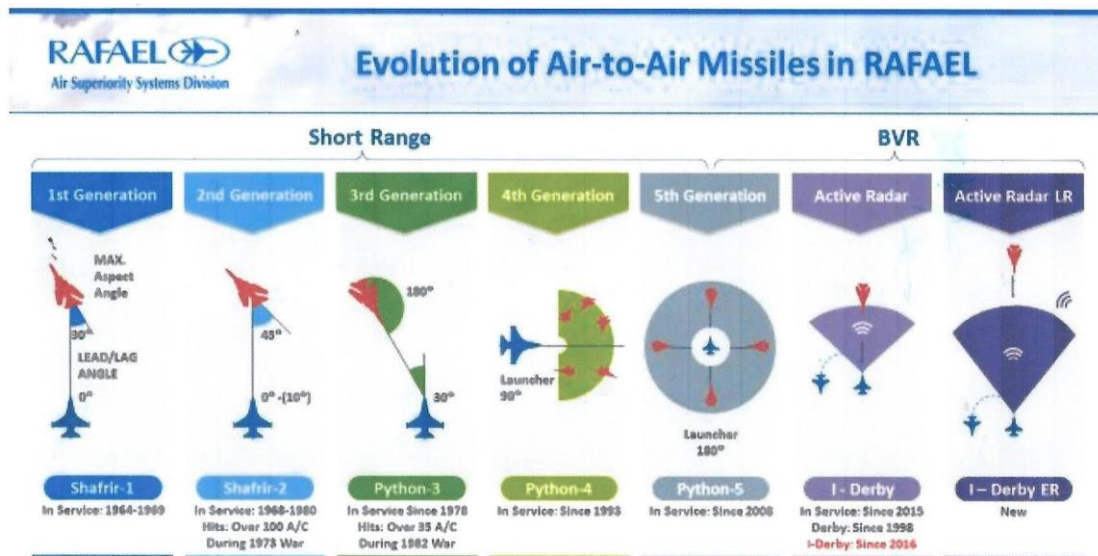 RAFAEL
Air Superiority Systems Division
Evolution of Air-to-Air Missiles in RAFAEL
Short Range
BVR
1st Generation
2nd Generation
3rd Generation
4th Generation
5th Generation
Active Radar
Active Radar LR
MAX.
Aspect
Angle
30°
LEAD/LAG
ANGLE
0°
45°
0° -(10°)
180°
30°
Launcher
90°
Launcher
180°
Shafrir-1
In Service: 1964-1969
Shafrir-2
In Service: 1968-1980
Hits: Over 100 A/C
During 1973 War
Python-3
In Service Since 1978
Hits: Over 35 A/C
During 1982 War
Python-4
In Service: Since 1993
Python-5
In Service: Since 2008
I - Derby
In Service: Since 2015
Derby: Since 1998
I-Derby: Since 2016
I – Derby ER
New